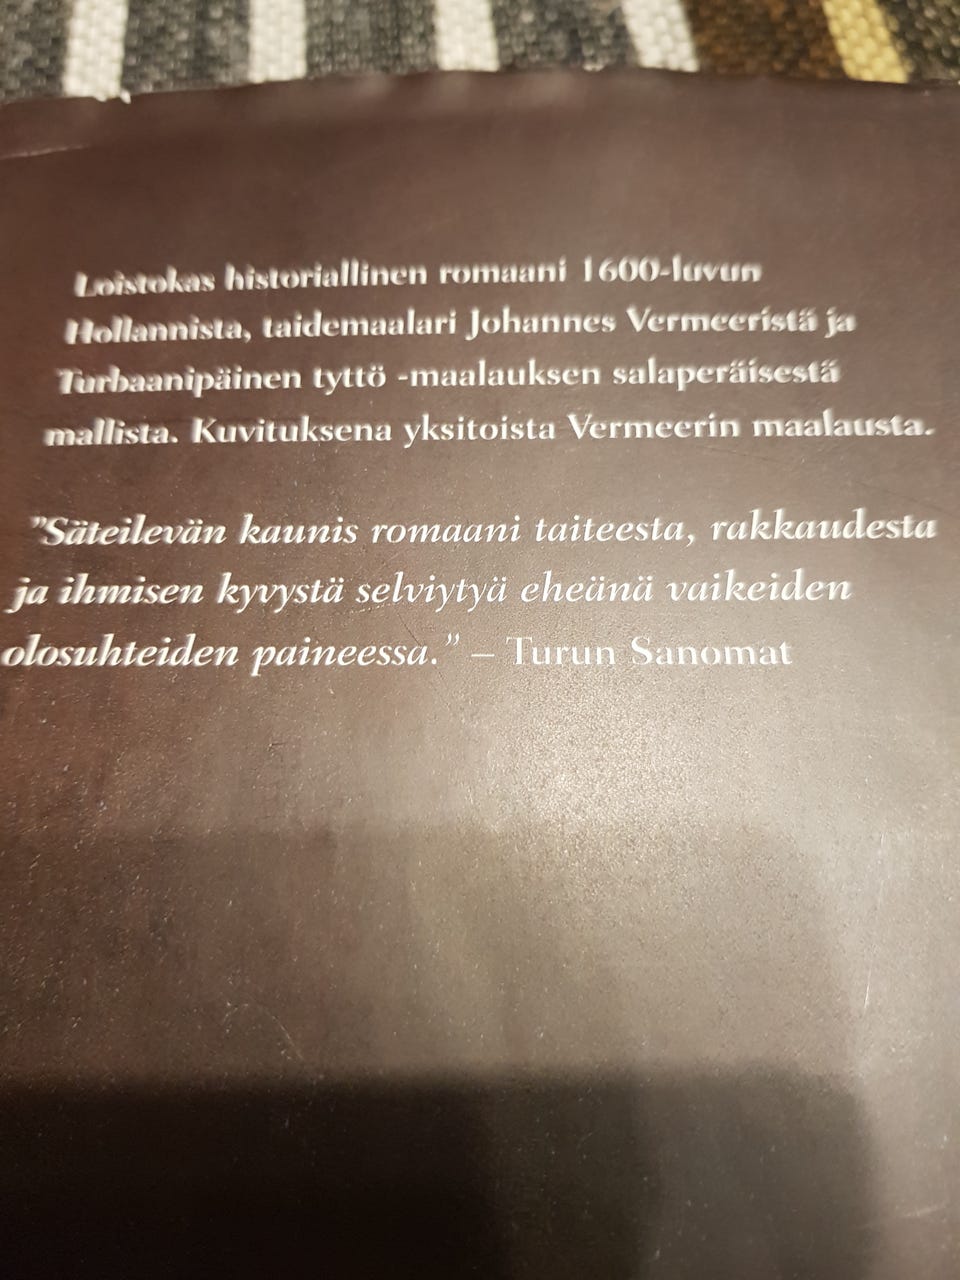 Loistokas historiallinen romaani 1600-luvun
Hollannista, taidemaalari Johannes Vermeeristä ja
Turbaanipäinen tyttö -maalauksen salaperäisestä
mallista. Kuvituksena yksitoista Vermeerin maalausta.
"Säteilevän kaunis romaani taiteesta, rakkaudesta
ja ihmisen kyvystä selviytyä eheänä vaikeiden
olosuhteiden paineessa." – Turun Sanomat